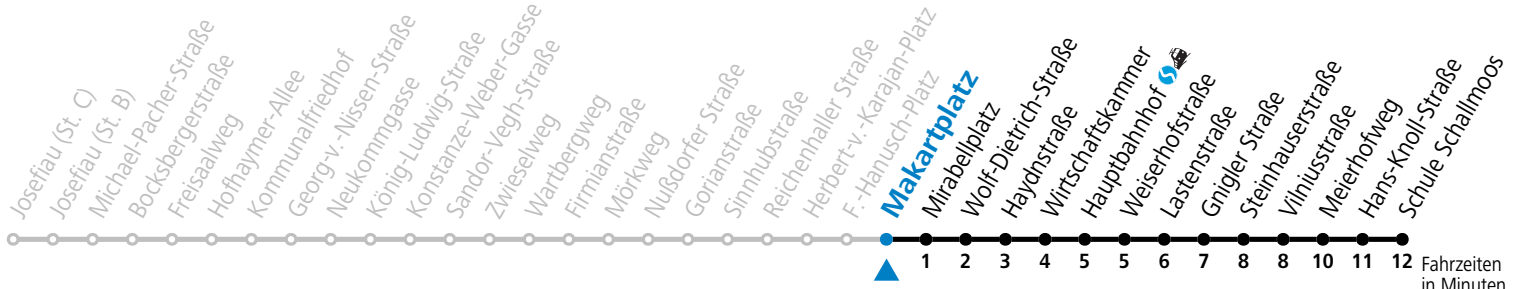 Josefiau (St. C)
Josefiau (St. B)
Michael-Pacher-Straße
Bocksbergerstraße
Freisaalweg
Hofhaymer-Allee
Kommunalfriedhof
Georg-v.-Nissen-Straße
Neukommgasse
König-Ludwig-Straße
Konstanze-Weber-Gasse
Sandor-Vegh-Straße
Zwieselweg
Wartbergweg
Firmianstraße
Mörkweg
Nußdorfer Straße
Gorianstraße
Sinnhubstraße
Reichenhaller Straße
Herbert-v.-Karajan-Platz
F.-Hanusch-Platz
Makartplatz
Mirabellplatz
Wolf-Dietrich-Straße
Haydnstraße
Wirtschaftskammer
Hauptbahnhof
Weiserhofstraße
Lastenstraße
Gnigler Straße
Steinhauserstraße
Vilniusstraße
Meierhofweg
Hans-Knoll-Straße
Schule Schallmoos
1 2 3 4 5 5 6 7 8 8 10 11 12 Fahrzeiten
in Minuten